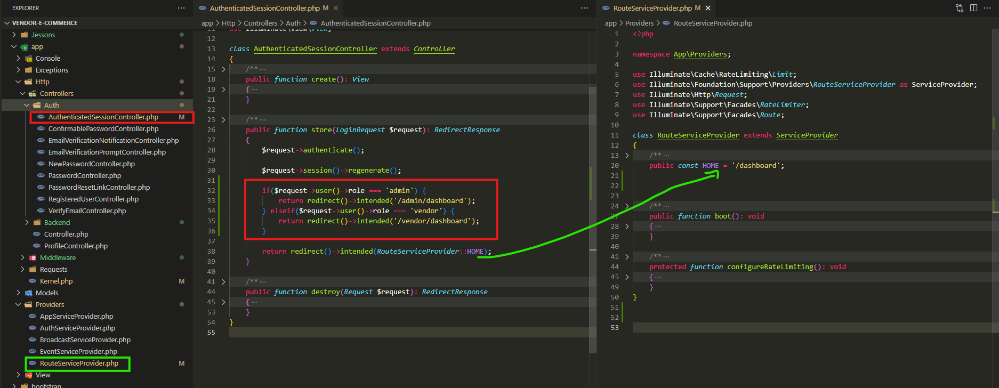 EXPLORER
VENDOR-E-COMMERCE
.lessons
app
Console
Exceptions
Http
Controllers
Auth
AuthenticatedSessionController.php M
ConfirmablePasswordController.php
EmailVerificationNotificationController.php
EmailVerificationPromptController.php
NewPasswordController.php
PasswordController.php
PasswordResetLinkController.php
RegisteredUserController.php
VerifyEmailController.php
Backend
Controller.php
ProfileController.php
Middleware
Requests
Kernel.php M
Models
Providers
AppServiceProvider.php
AuthServiceProvider.php
BroadcastServiceProvider.php
EventServiceProvider.php
RouteServiceProvider.php M
View
bootstrap
AuthenticatedSessionController.php M
app > Http > Controllers > Auth > AuthenticatedSessionController.php
11 use Illuminate\View\View;
12
13 class AuthenticatedSessionController extends Controller
14 {
15 /** ...
18 public function create(): View
19 { ...
21 }
22
23 /** ...
26 public function store(LoginRequest $request): RedirectResponse
27 {
28 $request->authenticate();
29
30 $request->session()->regenerate();
31
32 if($request->user()->role === 'admin') {
33 return redirect()->intended('/admin/dashboard');
34 } elseif($request->user()->role === 'vendor') {
35 return redirect()->intended('/vendor/dashboard');
36 }
37
38 return redirect()->intended(RouteServiceProvider::HOME);
39 }
40
41 /** ...
44 public function destroy(Request $request): RedirectResponse
45 { ...
53 }
54 }
55
RouteServiceProvider.php M
app > Providers > RouteServiceProvider.php
1 <?php
2
3 namespace App\Providers;
4
5 use Illuminate\Cache\RateLimiting\Limit;
6 use Illuminate\Foundation\Support\Providers\RouteServiceProvider as ServiceProvider;
7 use Illuminate\Http\Request;
8 use Illuminate\Support\Facades\RateLimiter;
9 use Illuminate\Support\Facades\Route;
10
11 class RouteServiceProvider extends ServiceProvider
12 {
13 /** ...
20 public const HOME = '/dashboard';
21
22
23
24 /** ...
27 public function boot(): void
28 { ...
39 }
40
41 /** ...
44 protected function configureRateLimiting(): void
45 { ...
49 }
50 }
51
52
53